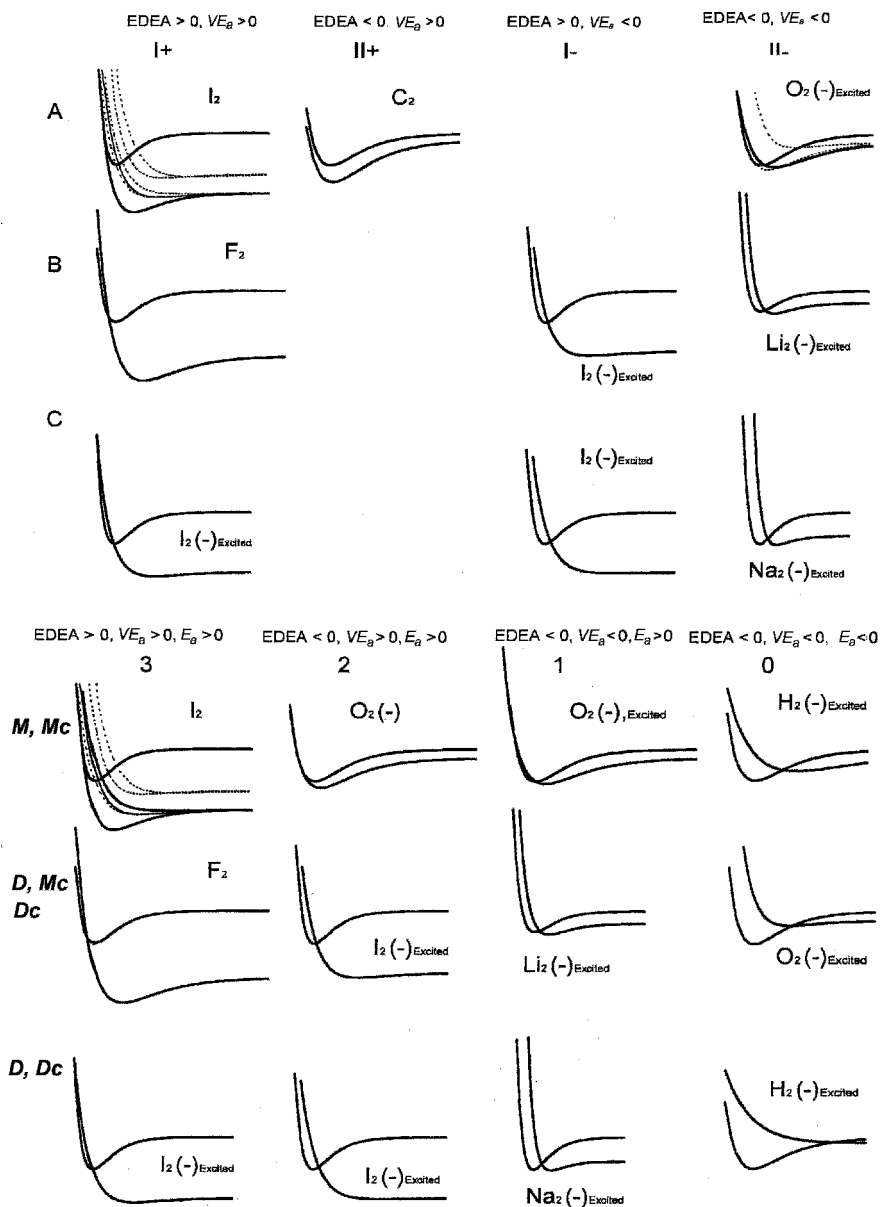 EDEA > 0, VEa > 0 EDEA < 0, VEa > 0 EDEA > 0, VEa < 0 EDEA < 0, VEa < 0
I+ II+ I- II-
A I2 C2 O2(-)Excited
B F2 I2(-)Excited Li2(-)Excited
C I2(-)Excited I2(-)Excited Na2(-)Excited
EDEA > 0, VEa > 0, Ea > 0 EDEA < 0, VEa > 0, Ea > 0 EDEA < 0, VEa < 0, Ea > 0 EDEA < 0, VEa < 0, Ea < 0
3 2 1 0
M, Mc I2 O2(-) O2(-),Excited H2(-)Excited
D, Mc F2
Dc I2(-)Excited Li2(-)Excited O2(-)Excited
D, Dc H2(-)Excited
I2(-)Excited I2(-)Excited Na2(-)Excited